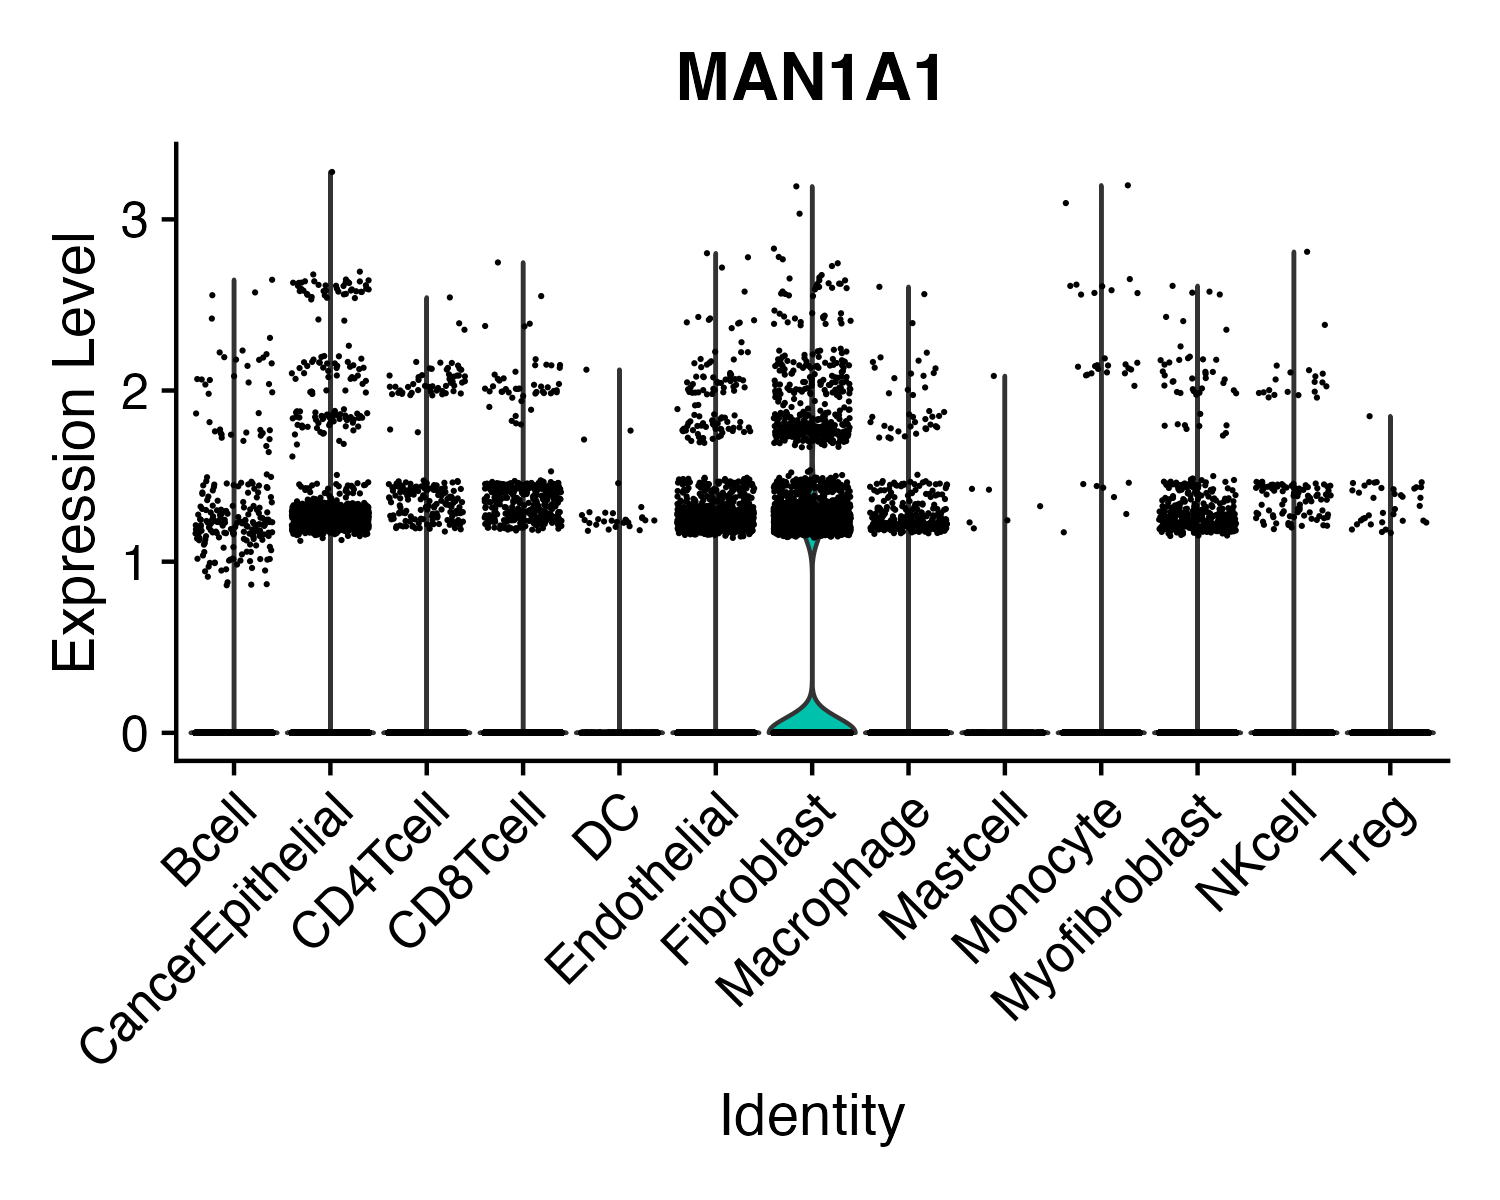 MAN1A1
Expression Level
3
2
1
0
Bcell
CancerEpithelial
CD4Tcell
CD8Tcell
DC
Endothelial
Fibroblast
Macrophage
Mastcell
Monocyte
Myofibroblast
NKcell
Treg
Identity